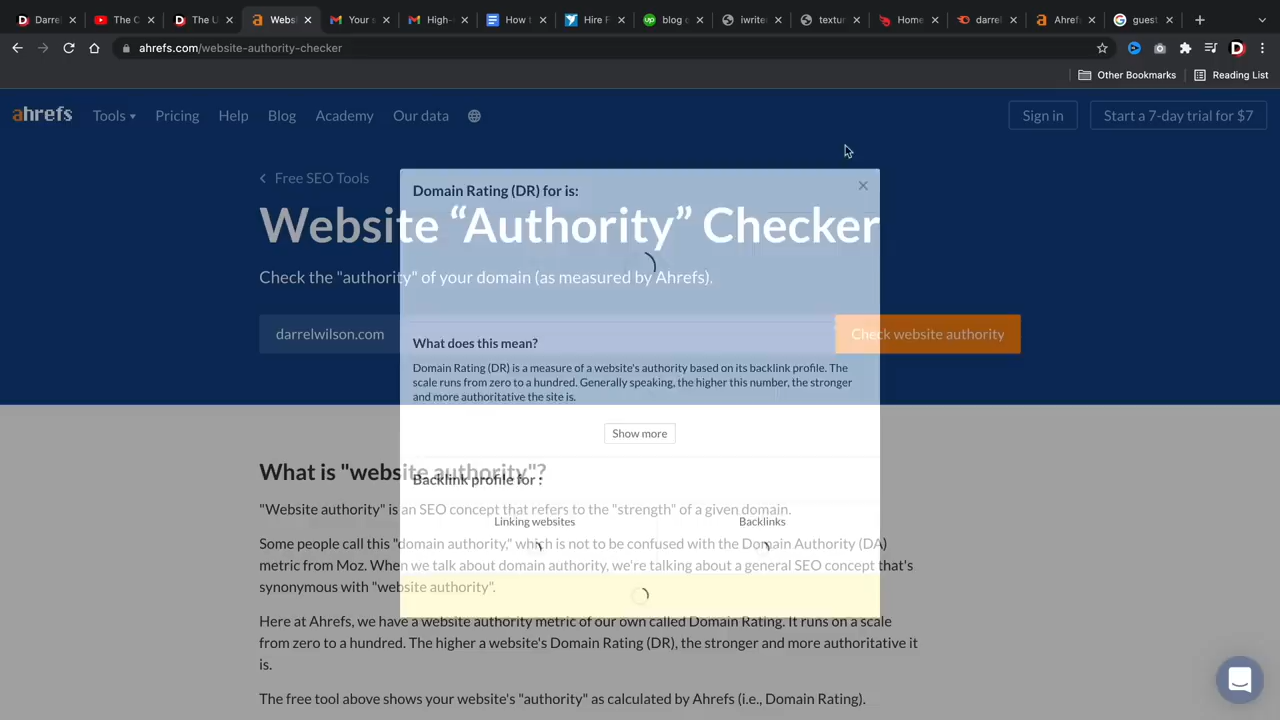 Darrel
The C
The U
Websi
Your s
High-
How t
Hire F
blog o
iwrite
textur
Home
darrel
Ahref
guest
ahrefs.com/website-authority-checker
Other Bookmarks
Reading List
ahrefs
Tools
Pricing
Help
Blog
Academy
Our data
Sign in
Start a 7-day trial for $7
Free SEO Tools
Domain Rating (DR) for is:
Website “Authority” Checker
Check the "authority" of your domain (as measured by Ahrefs).
darrelwilson.com
Check website authority
What does this mean?
Domain Rating (DR) is a measure of a website's authority based on its backlink profile. The
scale runs from zero to a hundred. Generally speaking, the higher this number, the stronger
and more authoritative the site is.
Show more
What is "website authority"?
Backlink profile for :
"Website authority" is an SEO concept that refers to the "strength" of a given domain.
Linking websites
Backlinks
Some people call this "domain authority," which is not to be confused with the Domain Authority (DA)
metric from Moz. When we talk about domain authority, we're talking about a general SEO concept that's
synonymous with "website authority".
Here at Ahrefs, we have a website authority metric of our own called Domain Rating. It runs on a scale
from zero to a hundred. The higher a website's Domain Rating (DR), the stronger and more authoritative it
is.
The free tool above shows your website's "authority" as calculated by Ahrefs (i.e., Domain Rating).